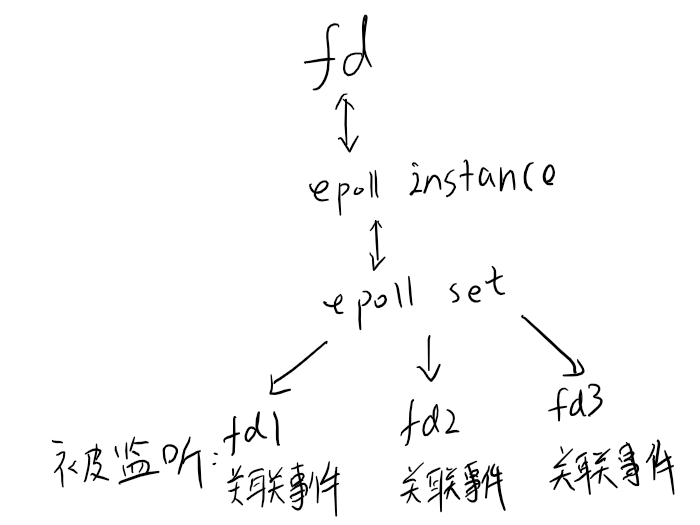 fd
epoll instance
epoll set
fd1 fd2 fd3
被监听:
关联事件 关联事件 关联事件